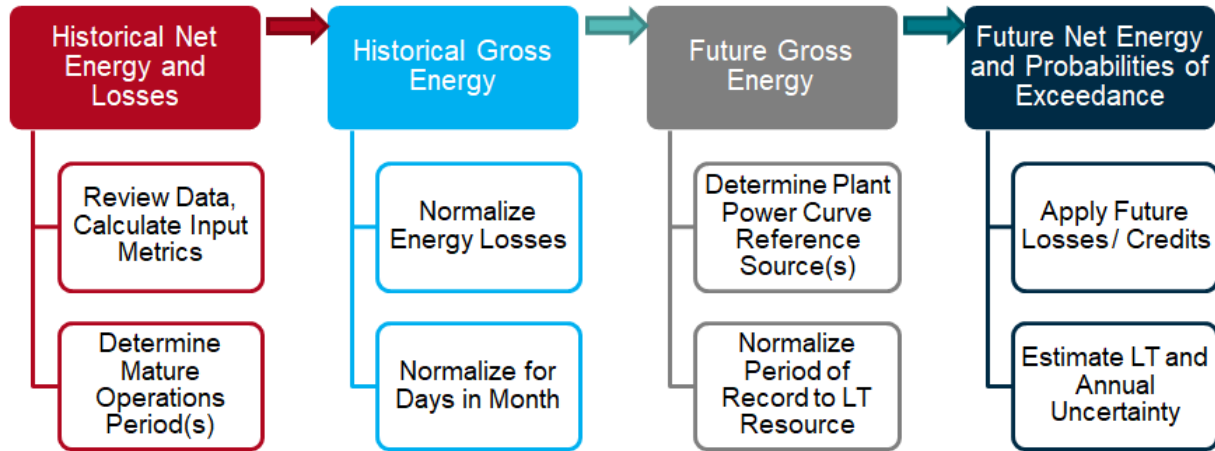 Historical Net
Energy and
Losses
Review Data,
Calculate Input
Metrics
Determine
Mature
Operations
Period(s)
Historical Gross
Energy
Normalize
Energy Losses
Normalize for
Days in Month
Future Gross
Energy
Determine Plant
Power Curve
Reference
Source(s)
Normalize
Period of
Record to LT
Resource
Future Net Energy
and Probabilities of
Exceedance
Apply Future
Losses / Credits
Estimate LT and
Annual
Uncertainty